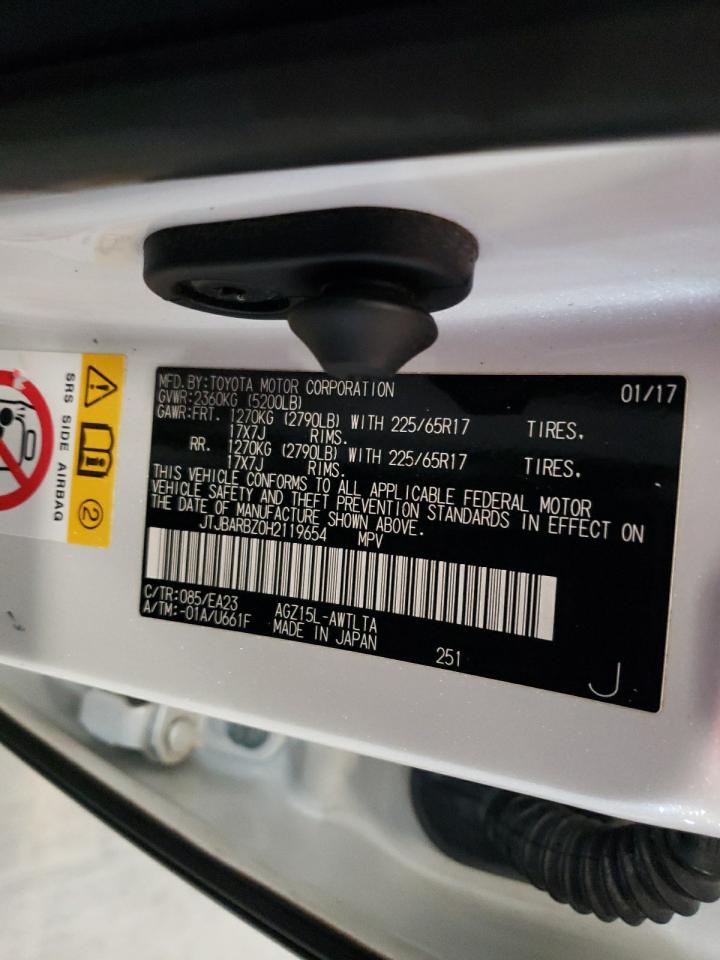 MFD.BY:TOYOTA MOTOR CORPORATION 01/17
GVWR:2360KG (5200LB)
GAWR:FRT. 1270KG (2790LB) WITH 225/65R17 TIRES,
17X7J RIMS.
RR. 1270KG (2790LB) WITH 225/65R17 TIRES,
17X7J RIMS.
THIS VEHICLE CONFORMS TO ALL APPLICABLE FEDERAL MOTOR
VEHICLE SAFETY AND THEFT PREVENTION STANDARDS IN EFFECT ON
THE DATE OF MANUFACTURE SHOWN ABOVE.
JTJBARBZ0H2119654 MPV
C/TR:085/EA23 AGZ15L-AWTLTA
A/TM:-01A/U661F MADE IN JAPAN 251
J
SRS SIDE AIRBAG
2